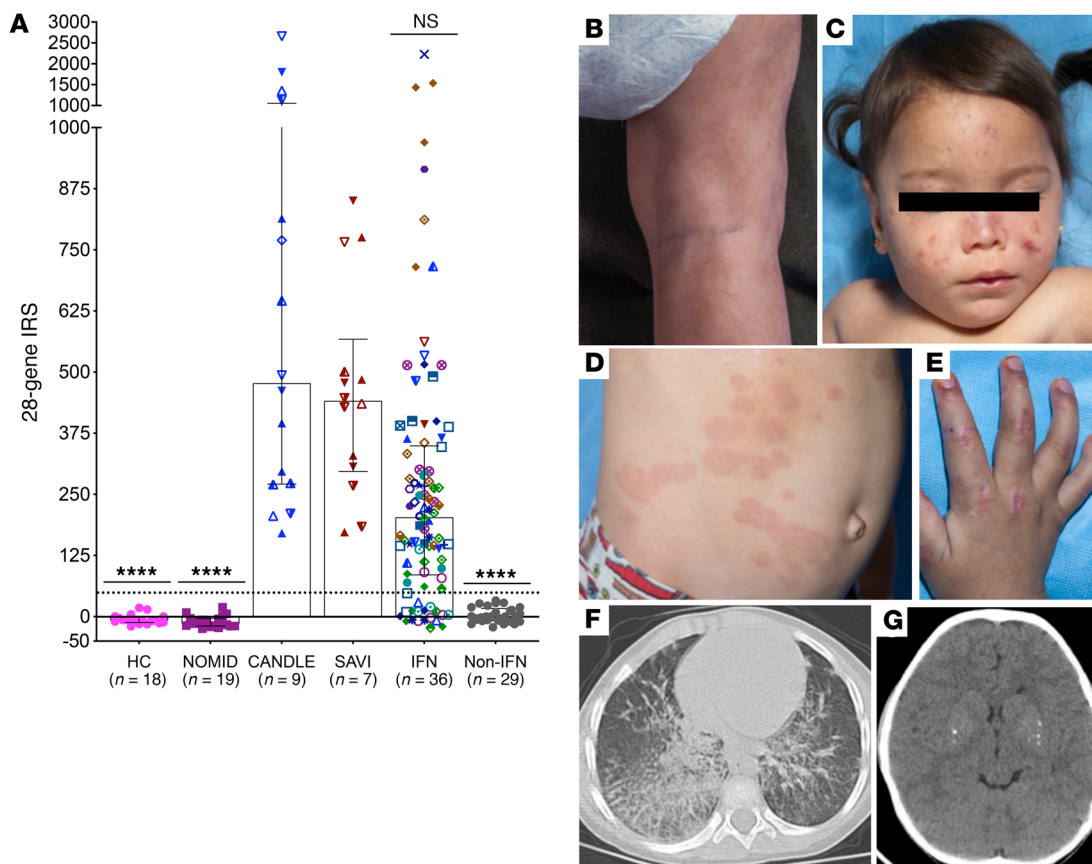 A
28-gene IRS
3000
2500
2000
1500
1000
1000
875
750
625
500
375
250
125
0
-50
NS
**** **** ****
HC NOMID CANDLE SAVI IFN Non-IFN
(n = 18) (n = 19) (n = 9) (n = 7) (n = 36) (n = 29)
B
C
D
E
F
G